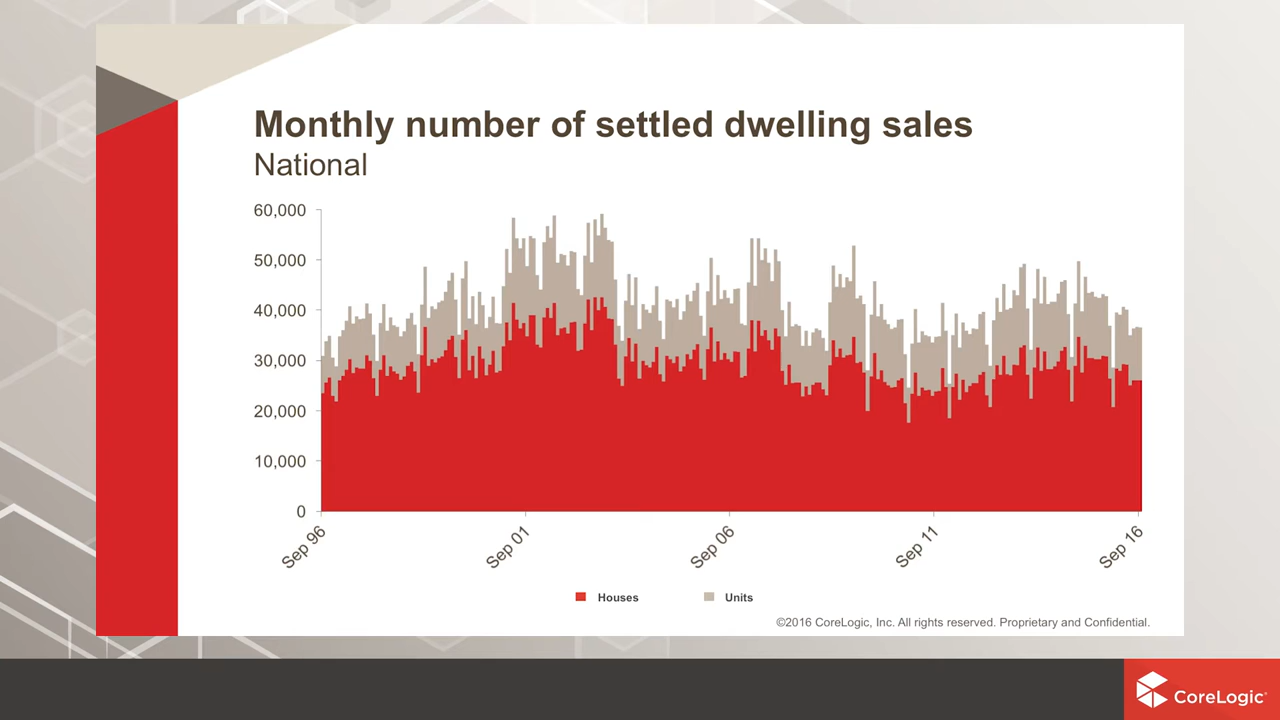 Monthly number of settled dwelling sales
National
60,000
50,000
40,000
30,000
20,000
10,000
0
Sep 96
Sep 01
Sep 06
Sep 11
Sep 16
Houses
Units
©2016 CoreLogic, Inc. All rights reserved. Proprietary and Confidential.
CoreLogic